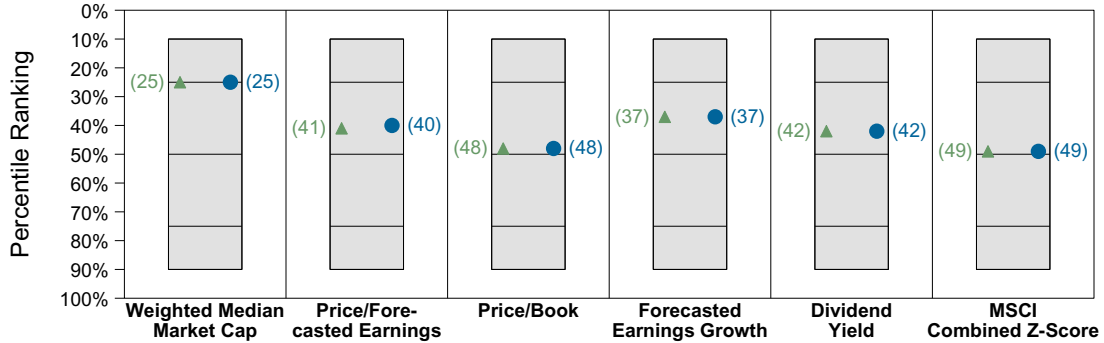 Percentile Ranking
0%
10%
20%
30%
40%
50%
60%
70%
80%
90%
100%
(25) (25)
(41) (40)
(48) (48)
(37) (37)
(42) (42)
(49) (49)
Weighted Median
Market Cap
Price/Fore-
casted Earnings
Price/Book
Forecasted
Earnings Growth
Dividend
Yield
MSCI
Combined Z-Score